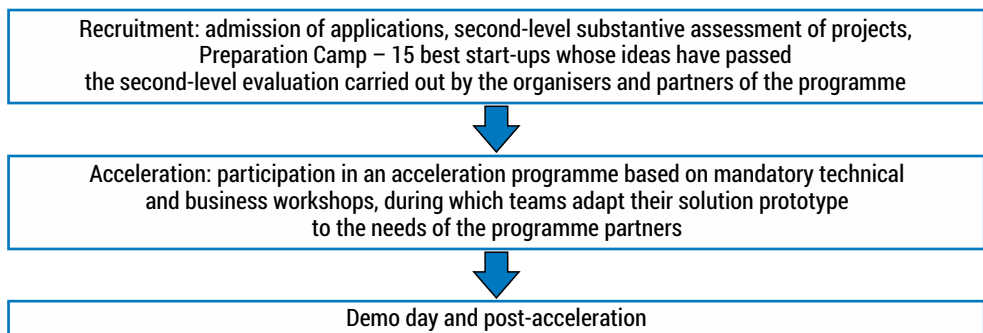 Recruitment: admission of applications, second-level substantive assessment of projects,
Preparation Camp – 15 best start-ups whose ideas have passed
the second-level evaluation carried out by the organisers and partners of the programme
Acceleration: participation in an acceleration programme based on mandatory technical
and business workshops, during which teams adapt their solution prototype
to the needs of the programme partners
Demo day and post-acceleration